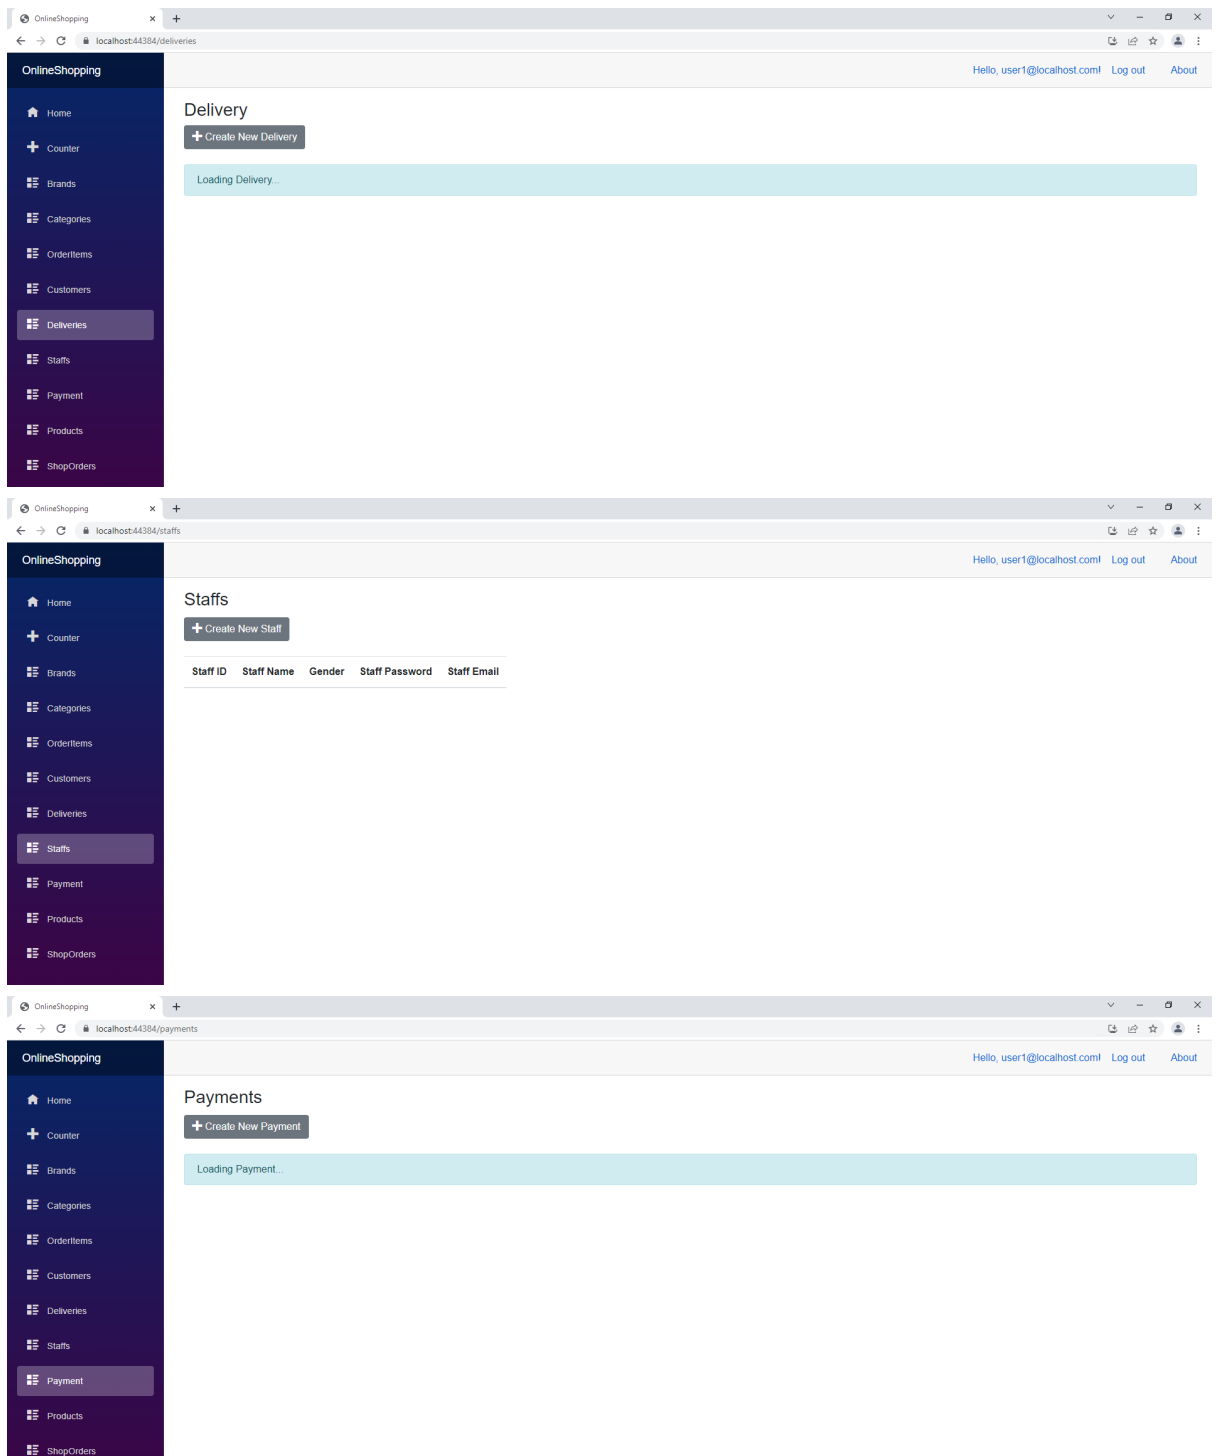 OnlineShopping
localhost:44384/deliveries
OnlineShopping
Hello, user1@localhost.com! Log out About
Home
Counter
Brands
Categories
OrderItems
Customers
Deliveries
Staffs
Payment
Products
ShopOrders
Delivery
Create New Delivery
Loading Delivery...
OnlineShopping
localhost:44384/staffs
OnlineShopping
Hello, user1@localhost.com! Log out About
Home
Counter
Brands
Categories
OrderItems
Customers
Deliveries
Staffs
Payment
Products
ShopOrders
Staffs
Create New Staff
Staff ID Staff Name Gender Staff Password Staff Email
OnlineShopping
localhost:44384/payments
OnlineShopping
Hello, user1@localhost.com! Log out About
Home
Counter
Brands
Categories
OrderItems
Customers
Deliveries
Staffs
Payment
Products
ShopOrders
Payments
Create New Payment
Loading Payment...